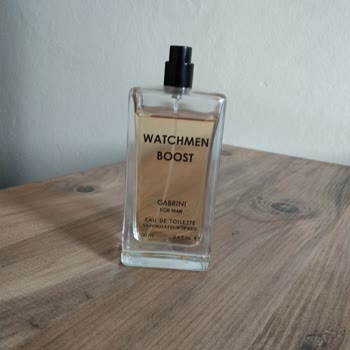 WATCHMEN
BOOST
GABRINI
FOR MAN
EAU DE TOILETTE